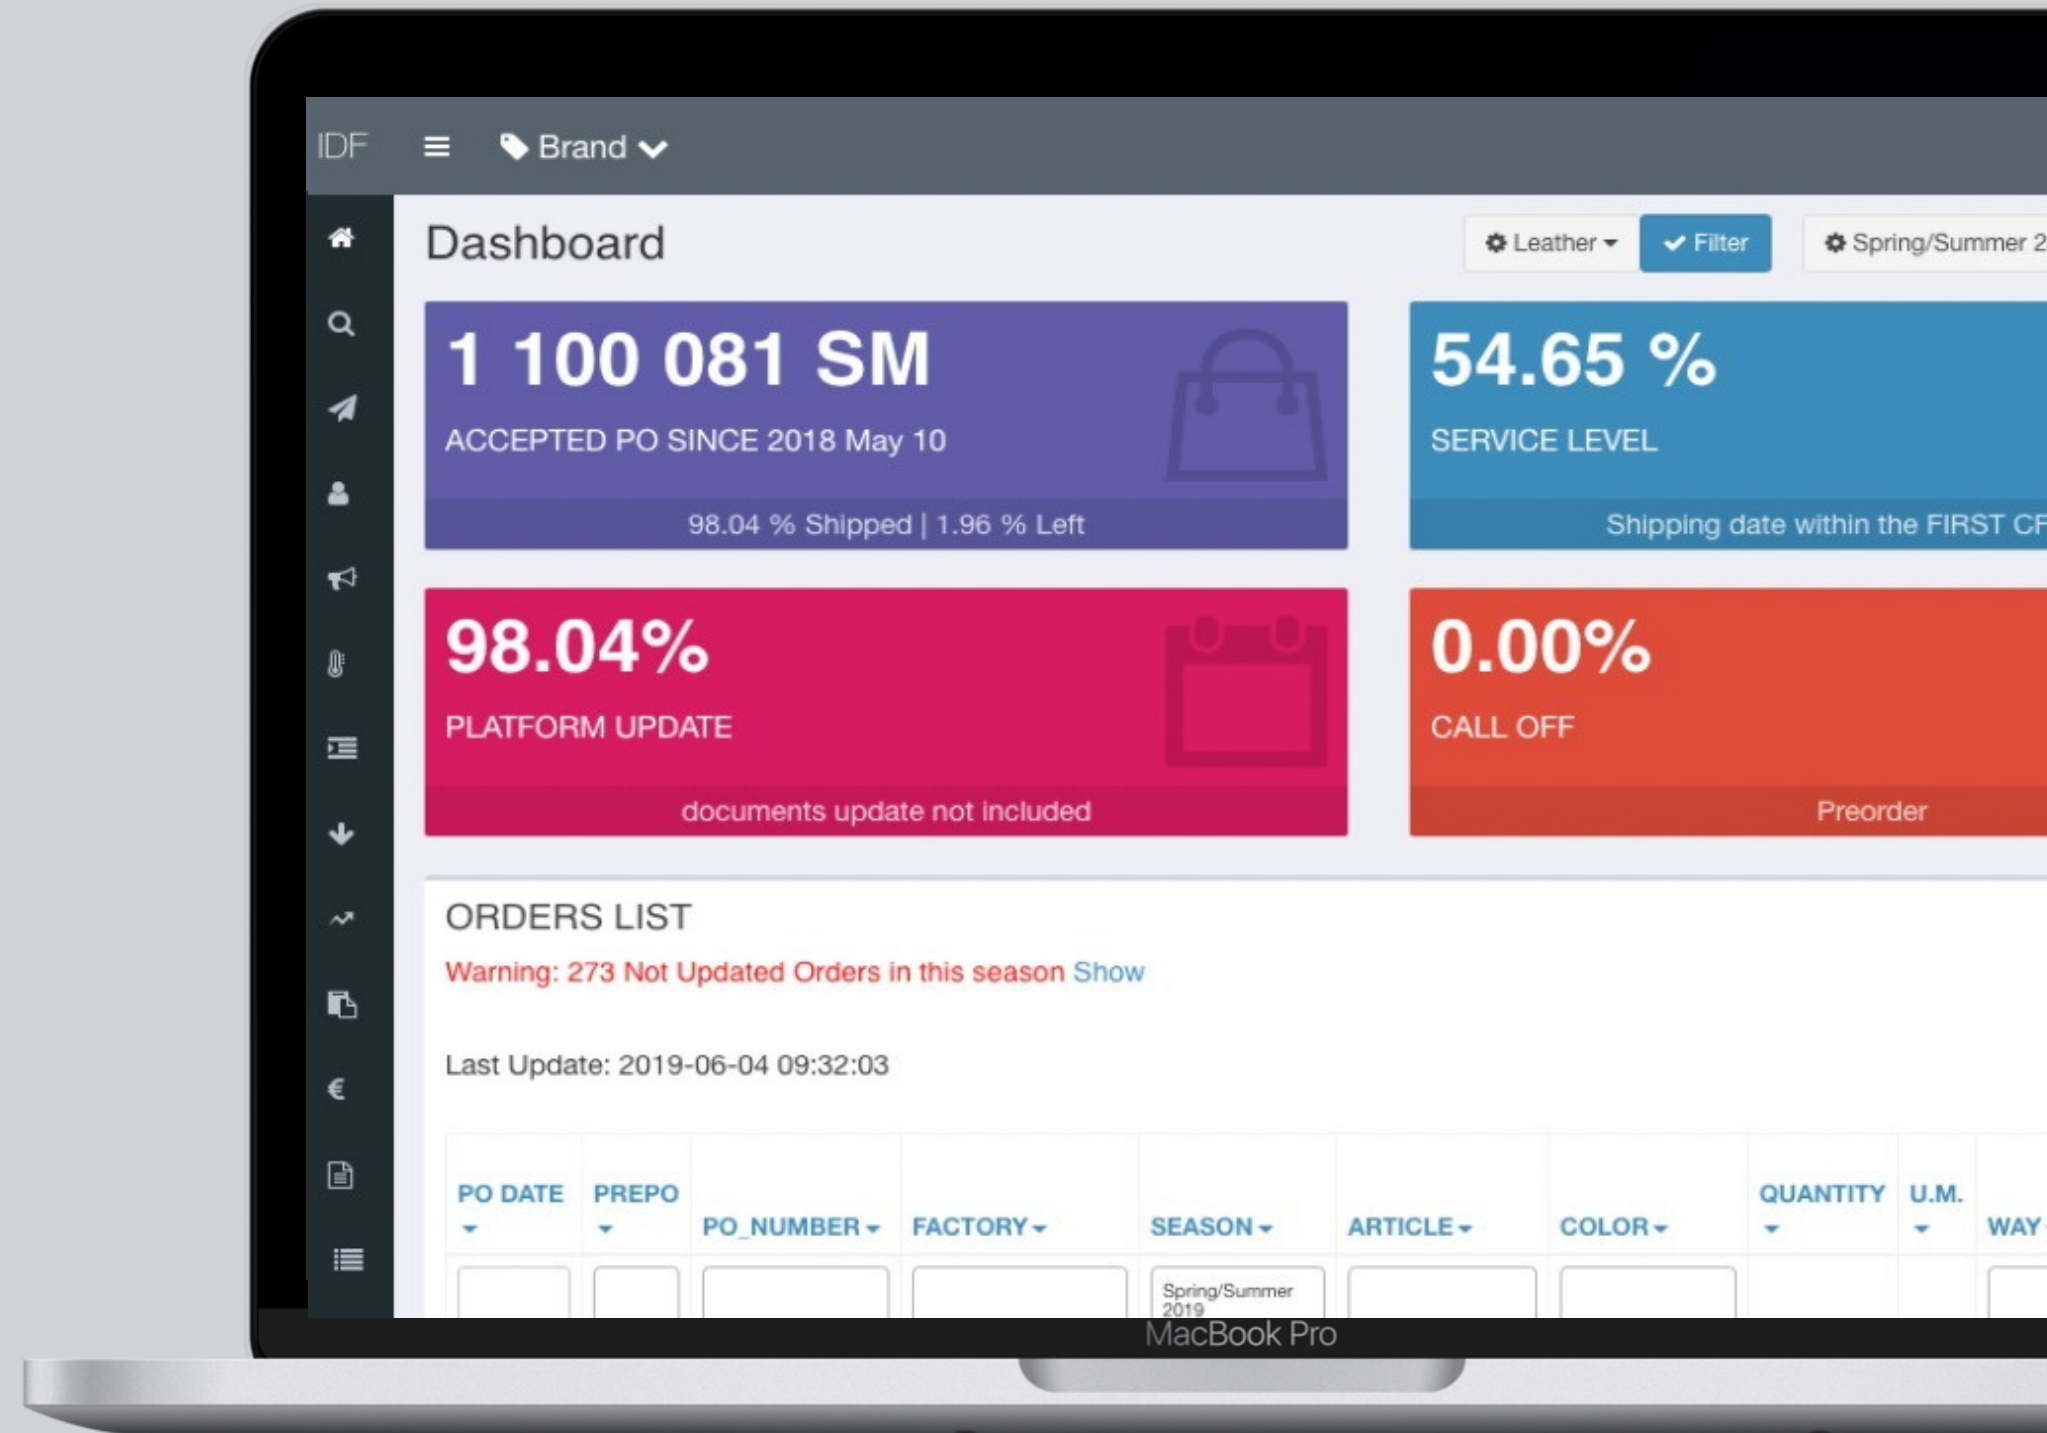 IDF Brand
Dashboard
Leather Filter Spring/Summer 2
1 100 081 SM
ACCEPTED PO SINCE 2018 May 10
98.04 % Shipped | 1.96 % Left
54.65 %
SERVICE LEVEL
Shipping date within the FIRST
98.04%
PLATFORM UPDATE
documents update not included
0.00%
CALL OFF
Preorder
ORDERS LIST
Warning: 273 Not Updated Orders in this season Show
Last Update: 2019-06-04 09:32:03
PO DATE PREPO PO_NUMBER FACTORY SEASON ARTICLE COLOR QUANTITY U.M. WAY
Spring/Summer
2019
MacBook Pro